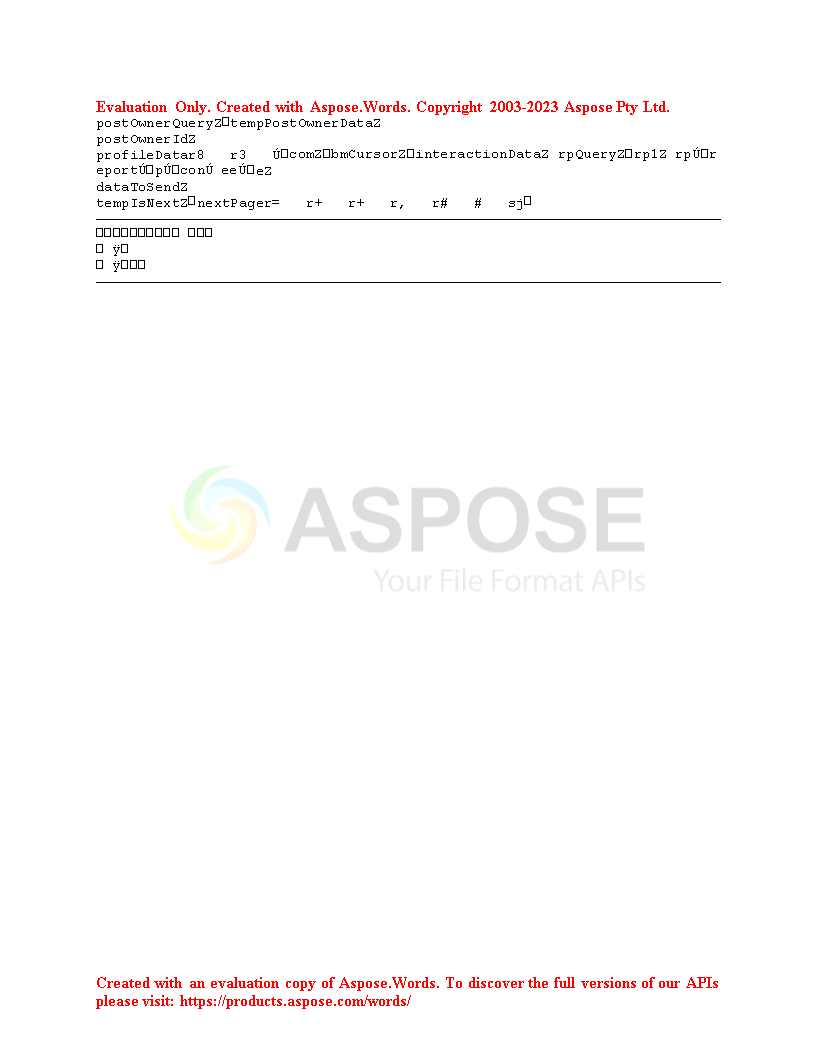 Evaluation Only. Created with Aspose.Words. Copyright 2003-2023 Aspose Pty Ltd.
postOwnerQueryZ□tempPostOwnerDataZ
postOwnerIdZ
profileDatar8 r3 Ú□comZ□bmCursorZ□interactionDataZ rpQueryZ□rp1Z rpÚ□r
eportÚ□pÚ□conÚ eeÚ□eZ
dataToSendZ
tempIsNextZ□nextPager= r+ r+ r, r# # sj□
□□□□□□□□□□ □□□
□ ÿ□
□ ÿ□□□
ASPOSE
Your File Format APIs
Created with an evaluation copy of Aspose.Words. To discover the full versions of our APIs
please visit: https://products.aspose.com/words/